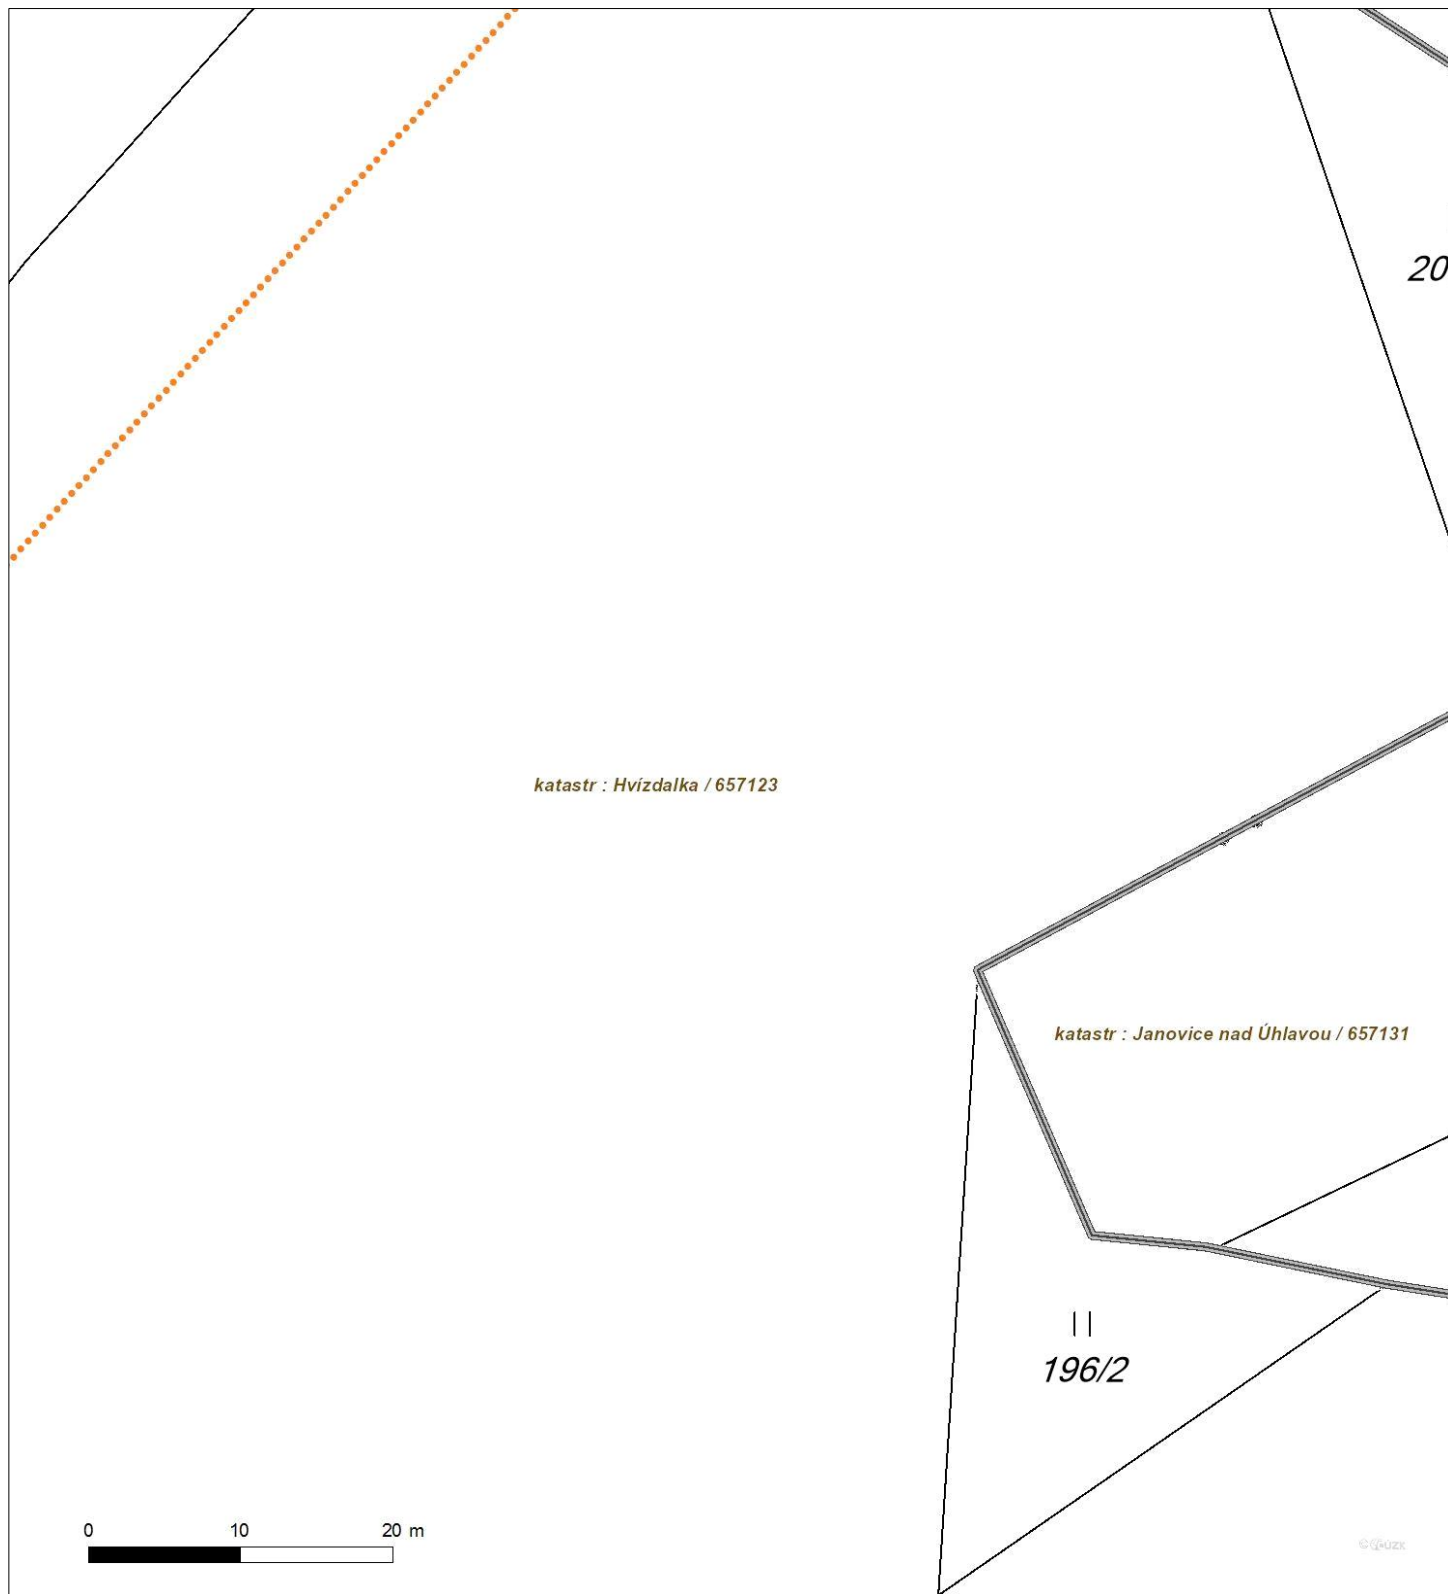 20
katastr : Hvízdalka / 657123
katastr : Janovice nad Úhlavou / 657131
196/2
0 10 20 m